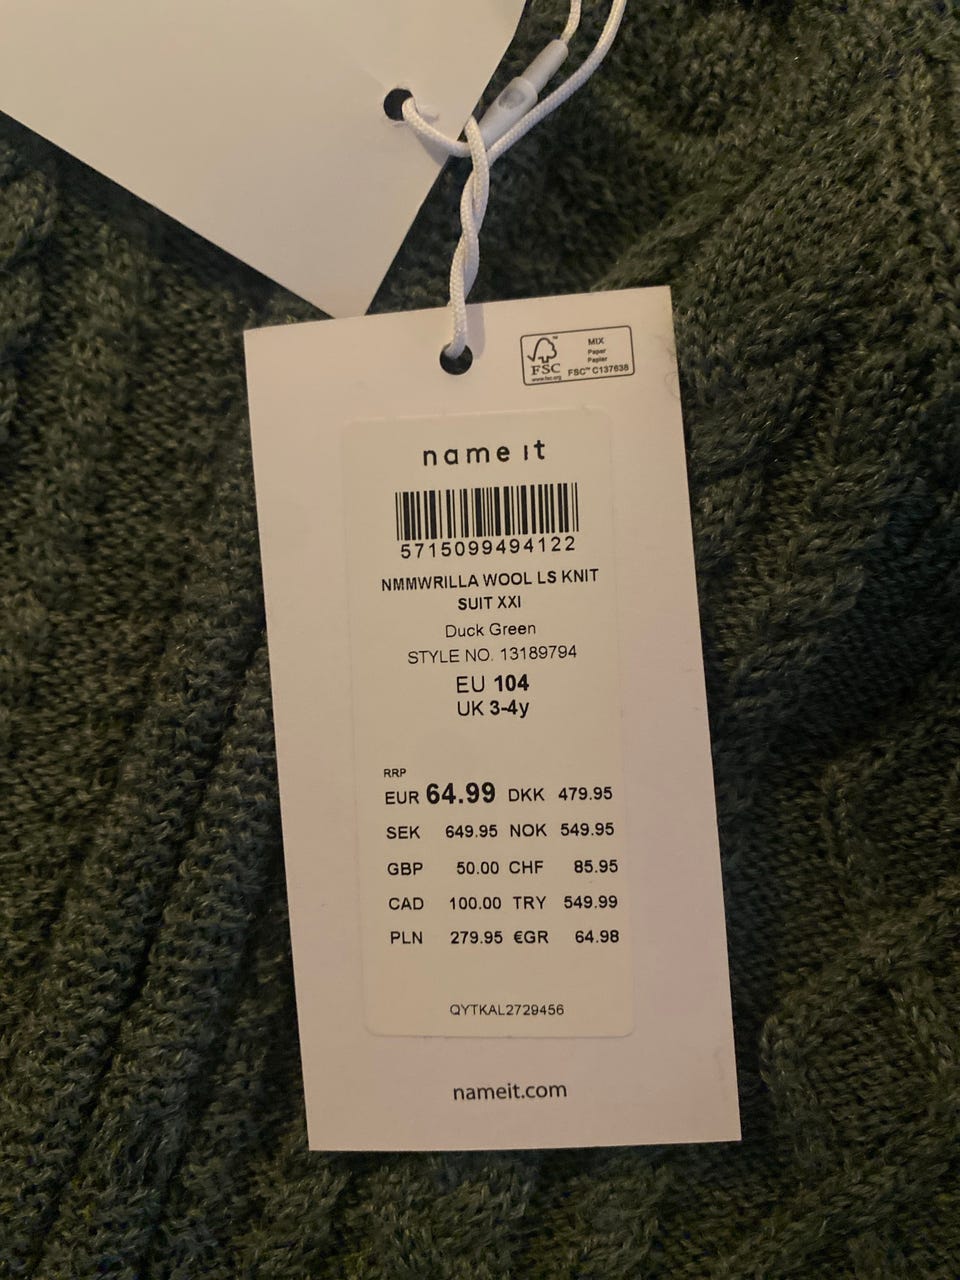 FSC
www.fsc.org
MIX
Paper
Papier
FSC™ C137638
name it
5715099494122
NMMWRILLA WOOL LS KNIT
SUIT XXI
Duck Green
STYLE NO. 13189794
EU 104
UK 3-4y
RRP
EUR 64.99 DKK 479.95
SEK 649.95 NOK 549.95
GBP 50.00 CHF 85.95
CAD 100.00 TRY 549.99
PLN 279.95 €GR 64.98
QYTKAL2729456
nameit.com